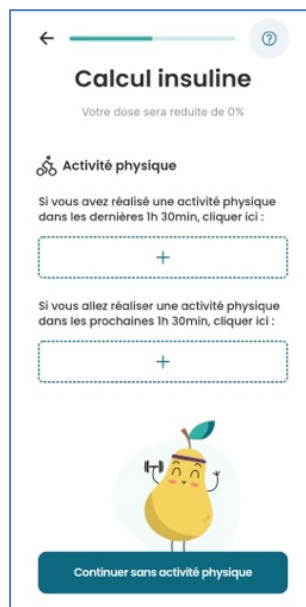 Calcul insuline
Votre dose sera reduite de 0%
Activité physique
Si vous avez réalisé une activité physique
dans les dernières 1h 30min, cliquer ici :
+
Si vous allez réaliser une activité physique
dans les prochaines 1h 30min, cliquer ici :
+
Continuer sans activité physique